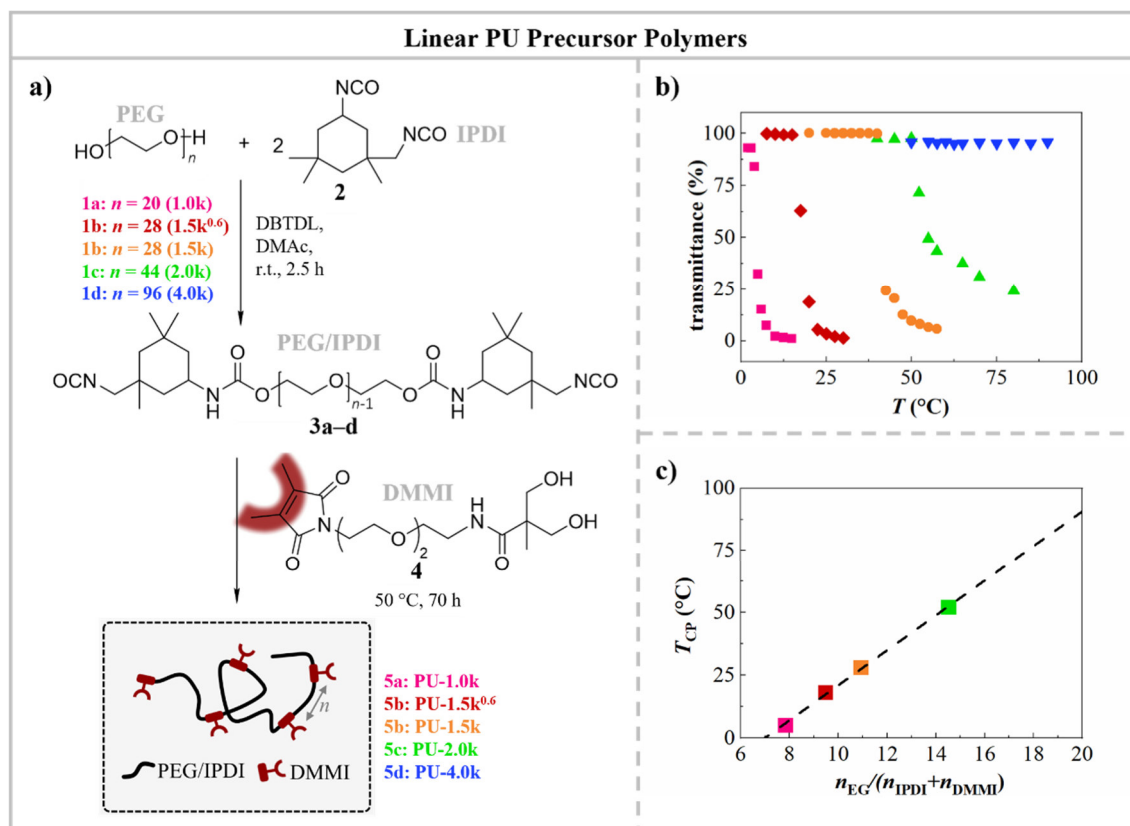 Linear PU Precursor Polymers
a)
PEG
HO
O
H
n
+ 2
NCO
NCO
IPDI
2
1a: n = 20 (1.0k)
1b: n = 28 (1.5k0.6)
1b: n = 28 (1.5k)
1c: n = 44 (2.0k)
1d: n = 96 (4.0k)
DBTDL,
DMAc,
r.t., 2.5 h
PEG/IPDI
OCN
N
H
O
O
O
n-1
O
O
N
H
NCO
3a–d
DMMI
O
N
O
O
2
H
N
O
OH
OH
4
50 °C, 70 h
n
PEG/IPDI
DMMI
5a: PU-1.0k
5b: PU-1.5k0.6
5b: PU-1.5k
5c: PU-2.0k
5d: PU-4.0k
b)
transmittance (%)
100
75
50
25
0
0 25 50 75 100
T (°C)
c)
TCP (°C)
100
75
50
25
0
6 8 10 12 14 16 18 20
nEG/(nIPDI+nDMMI)